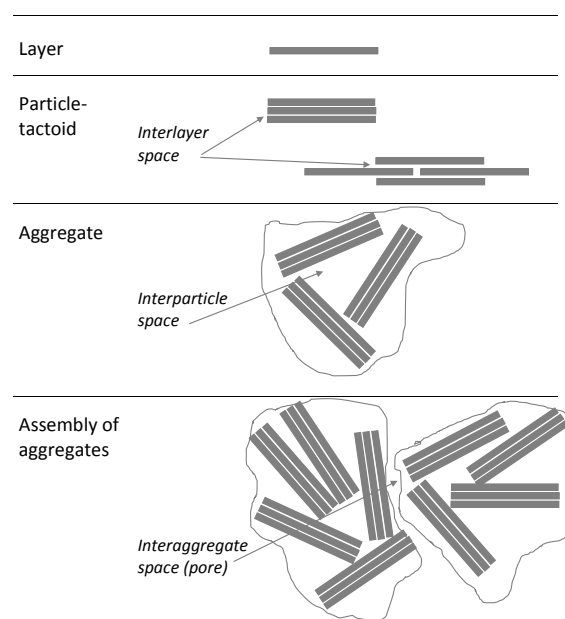 Layer
Particle-
tactoid
Interlayer
space
Aggregate
Interparticle
space
Assembly of
aggregates
Interaggregate
space (pore)